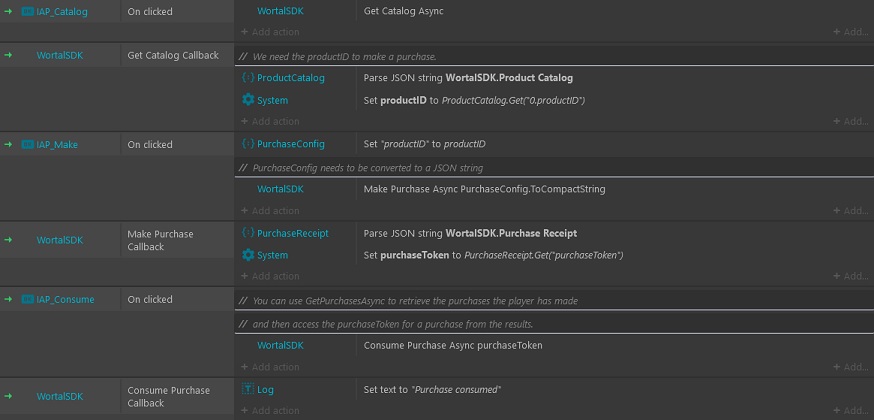 IAP_Catalog On clicked WortalSDK Get Catalog Async
+ Add action + Add...
WortalSDK Get Catalog Callback // We need the productID to make a purchase.
ProductCatalog Parse JSON string WortalSDK.Product Catalog
System Set productID to ProductCatalog.Get("0.productID")
+ Add action + Add...
IAP_Make On clicked PurchaseConfig Set "productID" to productID
// PurchaseConfig needs to be converted to a JSON string
WortalSDK Make Purchase Async PurchaseConfig.ToCompactString
+ Add action + Add...
WortalSDK Make Purchase Callback PurchaseReceipt Parse JSON string WortalSDK.Purchase Receipt
System Set purchaseToken to PurchaseReceipt.Get("purchaseToken")
+ Add action + Add...
IAP_Consume On clicked // You can use GetPurchasesAsync to retrieve the purchases the player has made
// and then access the purchaseToken for a purchase from the results.
WortalSDK Consume Purchase Async purchaseToken
+ Add action + Add...
WortalSDK Consume Purchase Callback T Log Set text to "Purchase consumed"
+ Add action + Add...